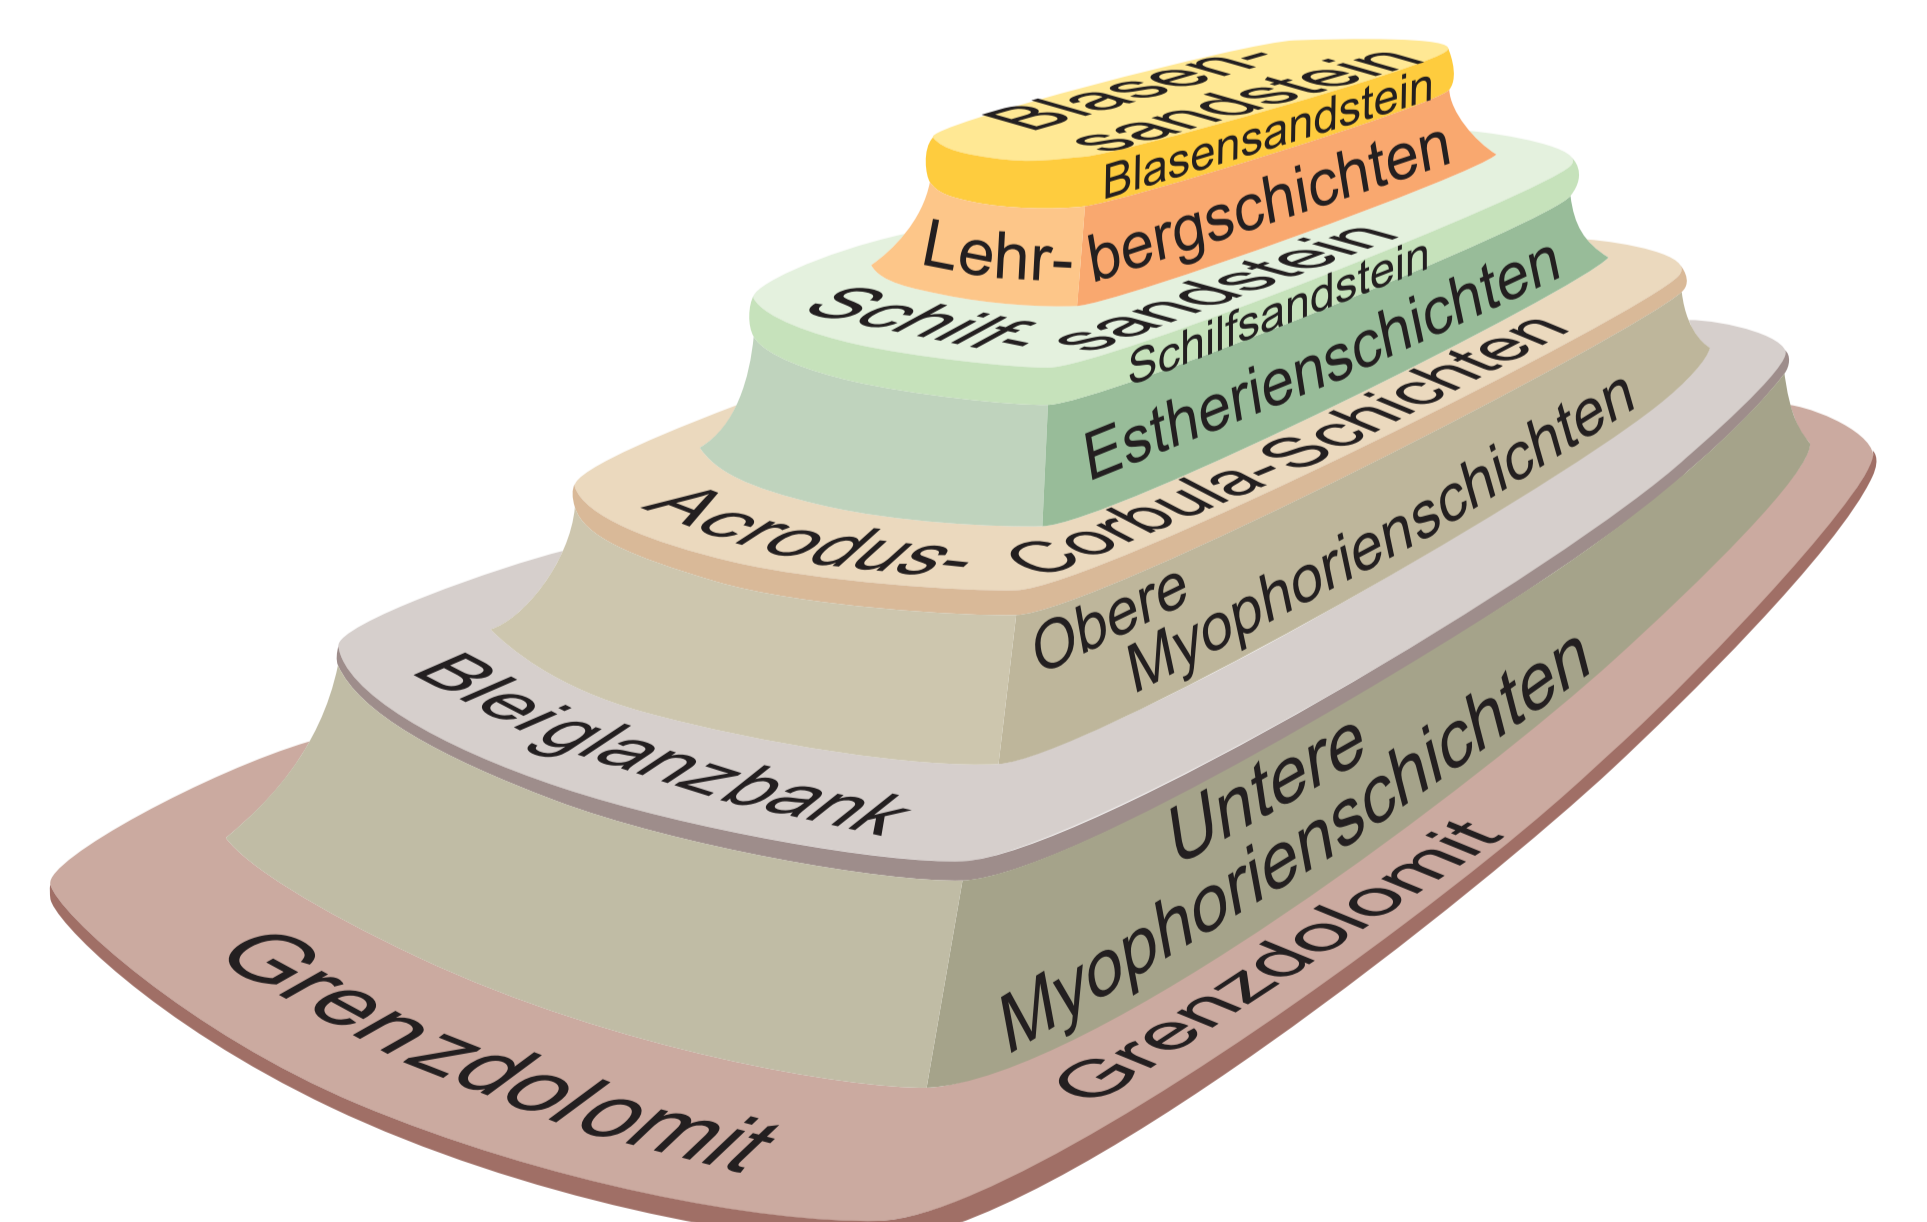 Blasen-
sandstein
Blasensandstein
Lehr-bergschichten
Schilf-sandstein
Schilfsandstein
Estherienschichten
Acrodus-Corbula-Schichten
Obere
Myophorienschichten
Bleiglanzbank
Untere
Myophorienschichten
Grenzdolomit
Grenzdolomit